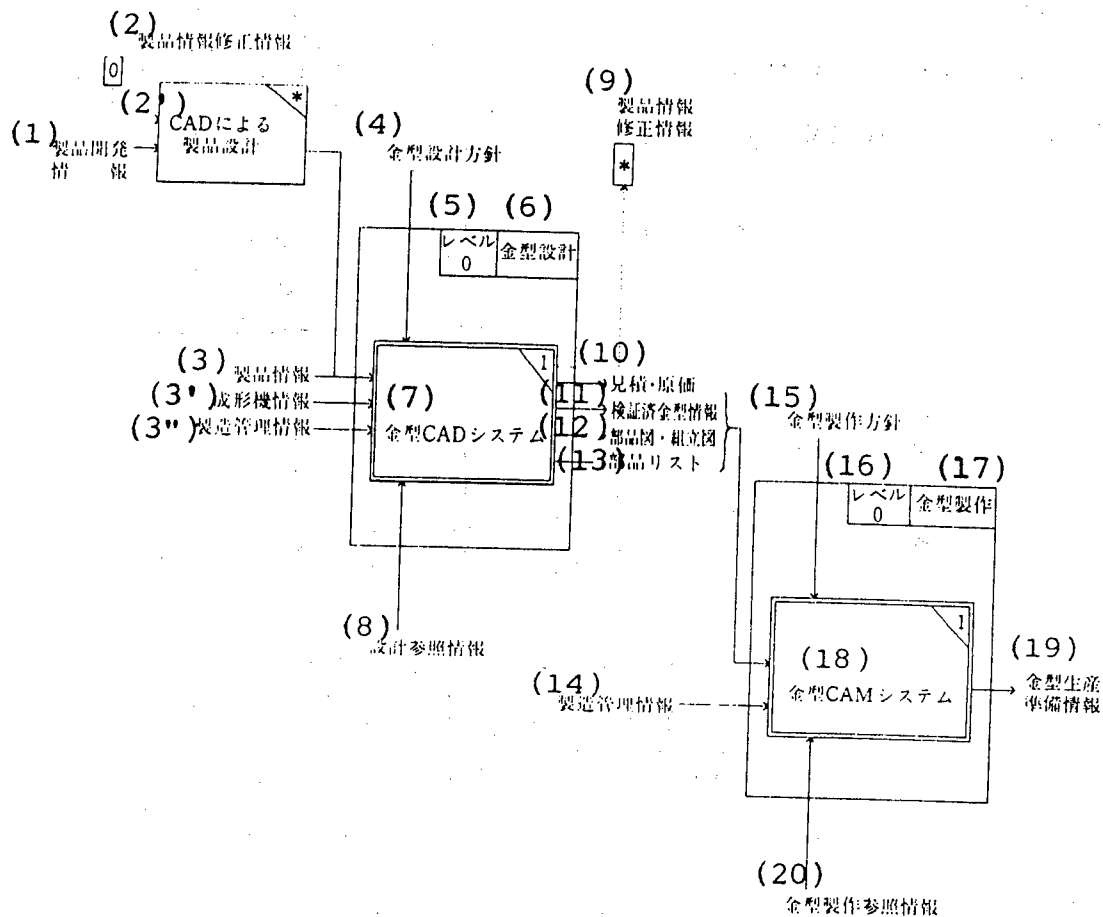 (2)
製品情報修正情報
0
*
(2')
CADによる
製品設計
(1)
製品開発
情 報
(4)
金型設計方針
(9)
製品情報
修正情報
*
(5)
(6)
レベル
0
金型設計
(3)
製品情報
(3')
成形機情報
(3")
製造管理情報
1
(7)
金型CADシステム
(10)
見積・原価
(11)
検証済金型情報
(12)
部品図・組立図
(13)
部品リスト
(8)
設計参照情報
(15)
金型製作方針
(16)
(17)
レベル
0
金型製作
(14)
製造管理情報
1
(18)
金型CAMシステム
(19)
金型生産
準備情報
(20)
金型製作参照情報